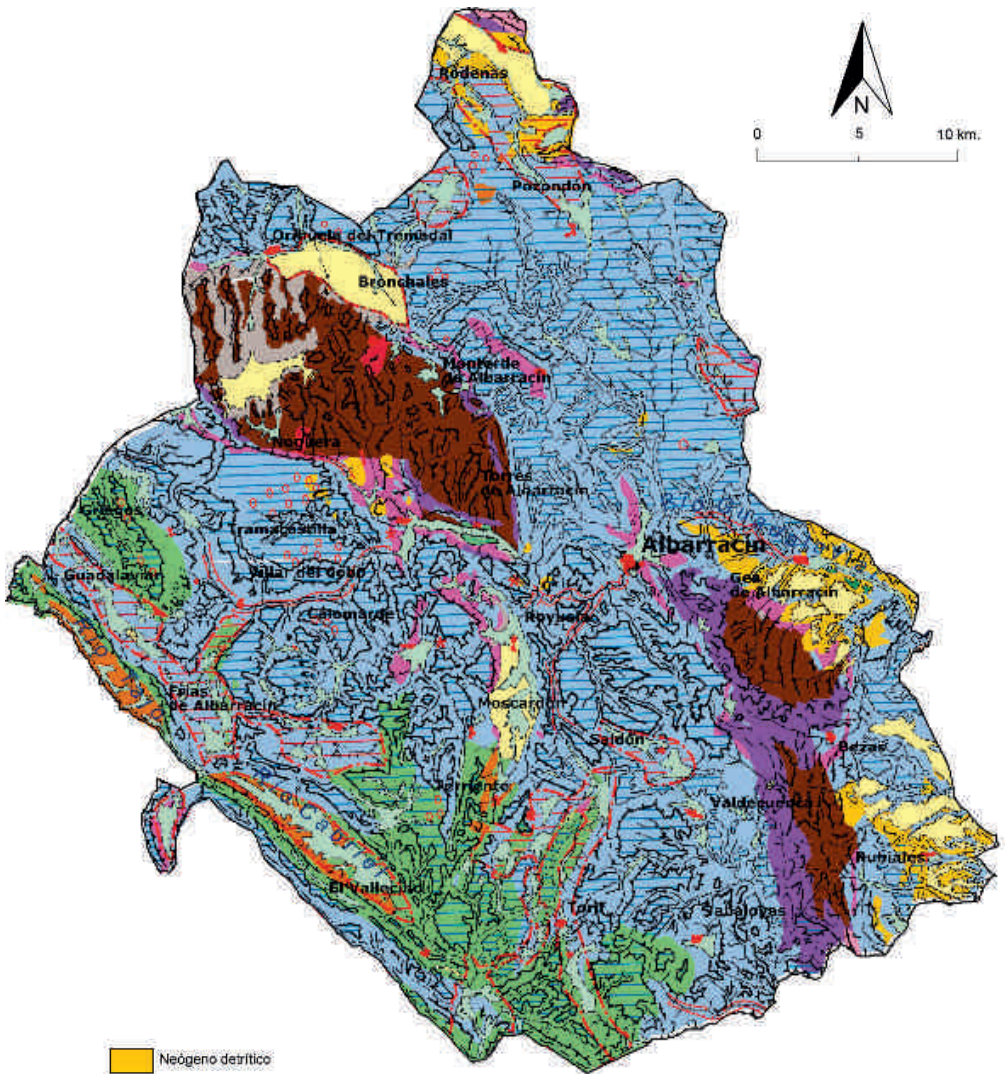 Ródenas
N
0 5 10 km.
Pozondón
Orihuela del Tremedal
Bronchales
Monterde
de Albarracín
Noguera
Torres
de Albarracín
Griegos
Tramacastilla
Albarracín
Guadalaviar
Villar del Cobo
Gea
de Albarracín
Calomarde
Royuela
Frías
de Albarracín
Moscardón
Saldón
Bezas
Terriente
Valdecuenca
Rubiales
El Vallecillo
Toril
Saldón
Neógeno detrítico